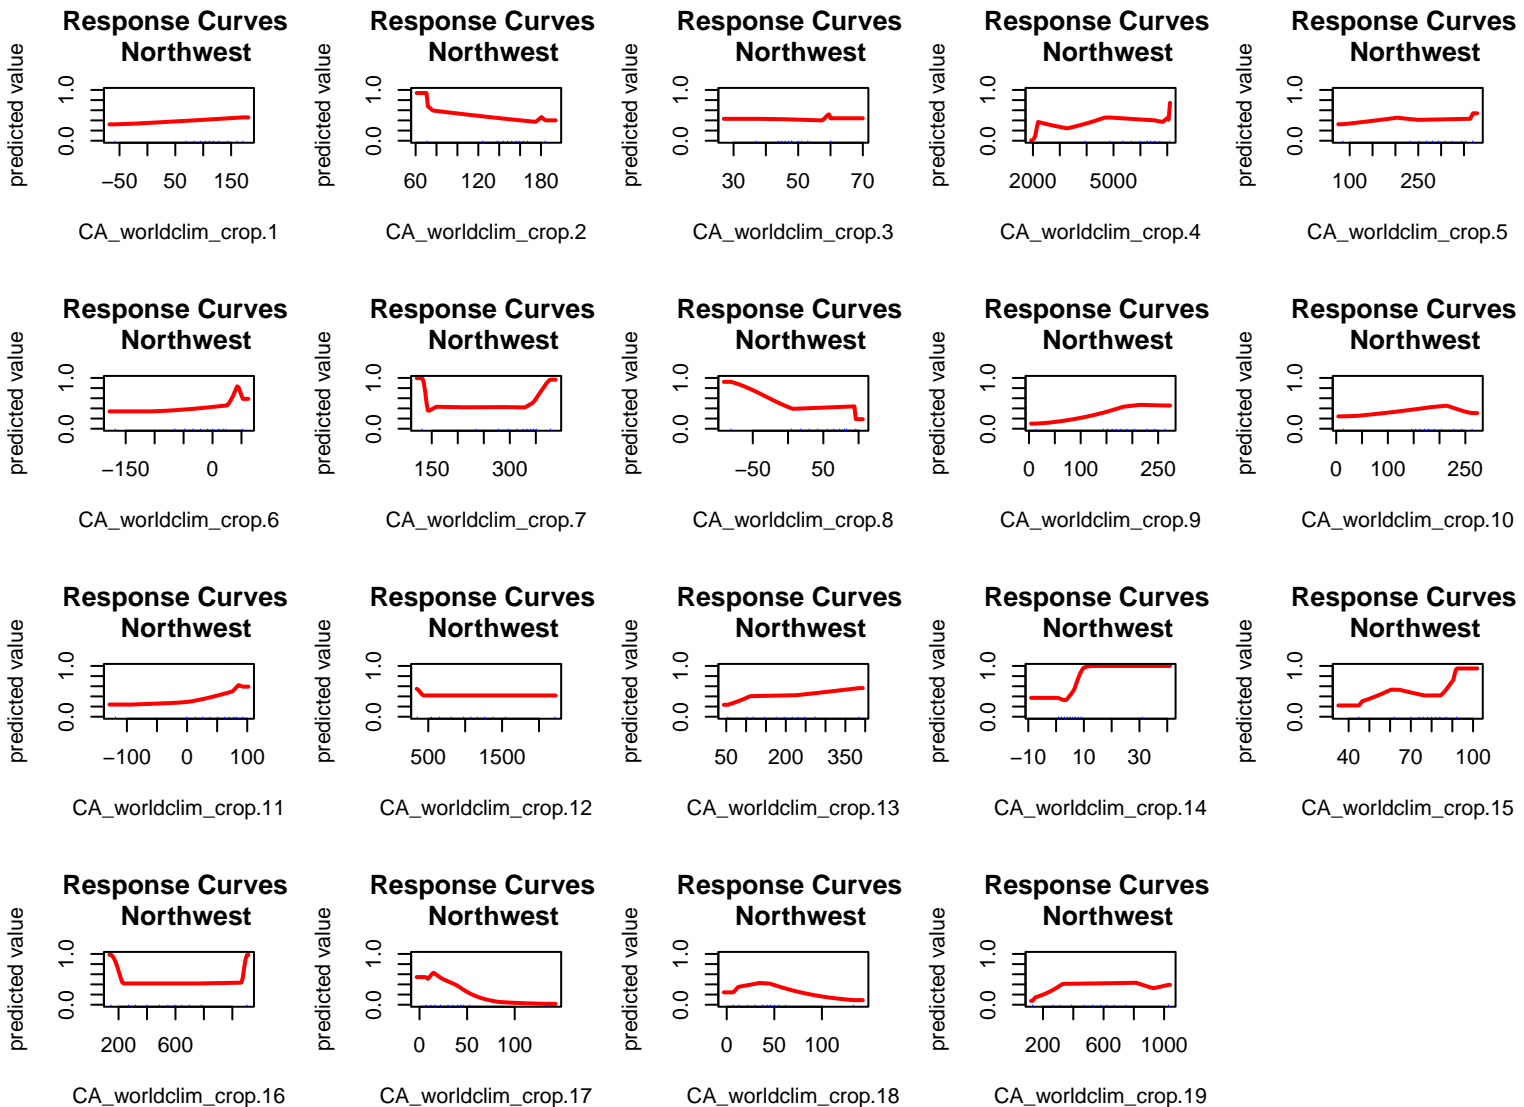 Response Curves
Northwest
predicted value
0.0 1.0
−50 50 150
CA_worldclim_crop.1
Response Curves
Northwest
predicted value
0.0 1.0
60 120 180
CA_worldclim_crop.2
Response Curves
Northwest
predicted value
0.0 1.0
30 50 70
CA_worldclim_crop.3
Response Curves
Northwest
predicted value
0.0 1.0
2000 5000
CA_worldclim_crop.4
Response Curves
Northwest
predicted value
0.0 1.0
100 250
CA_worldclim_crop.5
Response Curves
Northwest
predicted value
0.0 1.0
−150 0
CA_worldclim_crop.6
Response Curves
Northwest
predicted value
0.0 1.0
150 300
CA_worldclim_crop.7
Response Curves
Northwest
predicted value
0.0 1.0
−50 50
CA_worldclim_crop.8
Response Curves
Northwest
predicted value
0.0 1.0
0 100 250
CA_worldclim_crop.9
Response Curves
Northwest
predicted value
0.0 1.0
0 100 250
CA_worldclim_crop.10
Response Curves
Northwest
predicted value
0.0 1.0
−100 0 100
CA_worldclim_crop.11
Response Curves
Northwest
predicted value
0.0 1.0
500 1500
CA_worldclim_crop.12
Response Curves
Northwest
predicted value
0.0 1.0
50 200 350
CA_worldclim_crop.13
Response Curves
Northwest
predicted value
0.0 1.0
−10 10 30
CA_worldclim_crop.14
Response Curves
Northwest
predicted value
0.0 1.0
40 70 100
CA_worldclim_crop.15
Response Curves
Northwest
predicted value
0.0 1.0
200 600
CA_worldclim_crop.16
Response Curves
Northwest
predicted value
0.0 1.0
0 50 100
CA_worldclim_crop.17
Response Curves
Northwest
predicted value
0.0 1.0
0 50 100
CA_worldclim_crop.18
Response Curves
Northwest
predicted value
0.0 1.0
200 600 1000
CA_worldclim_crop.19